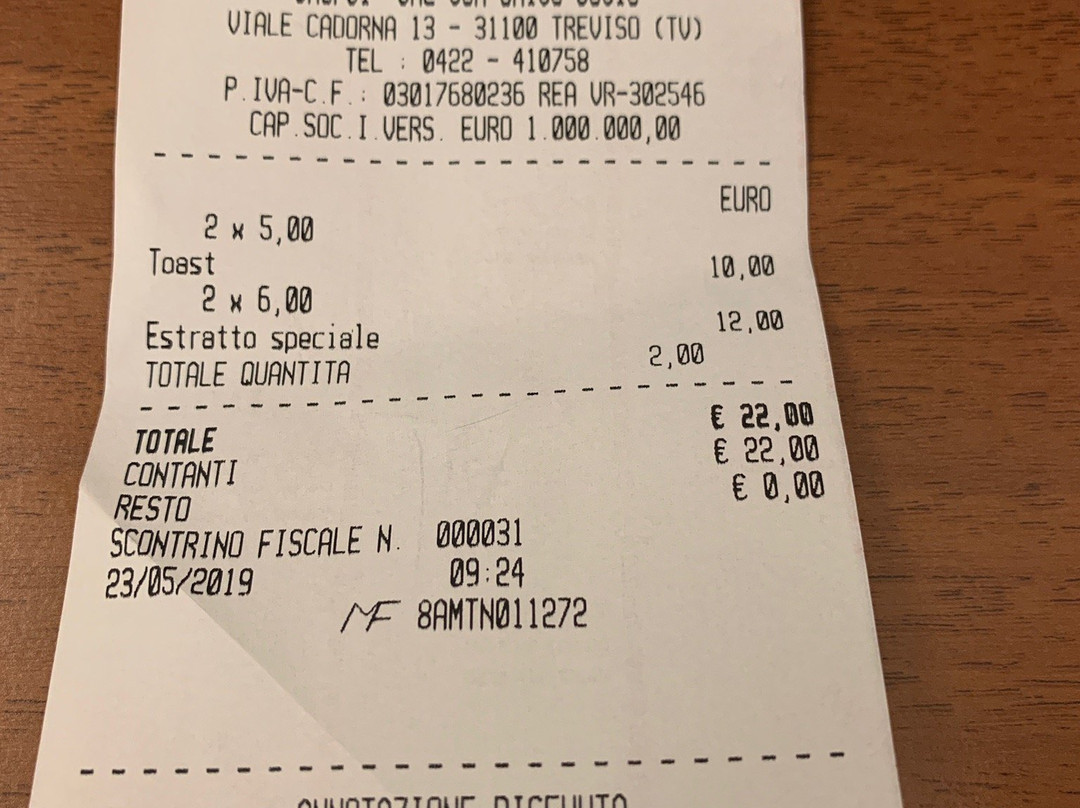 VIALE CADORNA 13 - 31100 TREVISO (TV)
TEL : 0422 - 410758
P.IVA-C.F.: 03017680236 REA VR-302546
CAP.SOC.I.VERS. EURO 1.000.000,00
EURO
2 x 5,00
Toast 10,00
2 x 6,00
Estratto speciale 12,00
TOTALE QUANTITA 2,00
TOTALE € 22,00
CONTANTI € 22,00
RESTO € 0,00
SCONTRINO FISCALE N. 000031
23/05/2019 09:24
MF 8AMTN011272